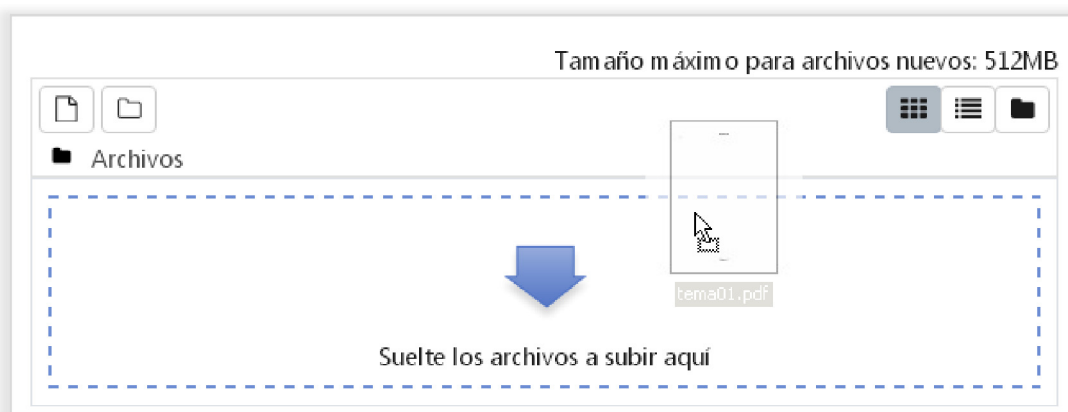 Tamaño máximo para archivos nuevos: 512MB
Archivos
tema01.pdf
Suelte los archivos a subir aquí